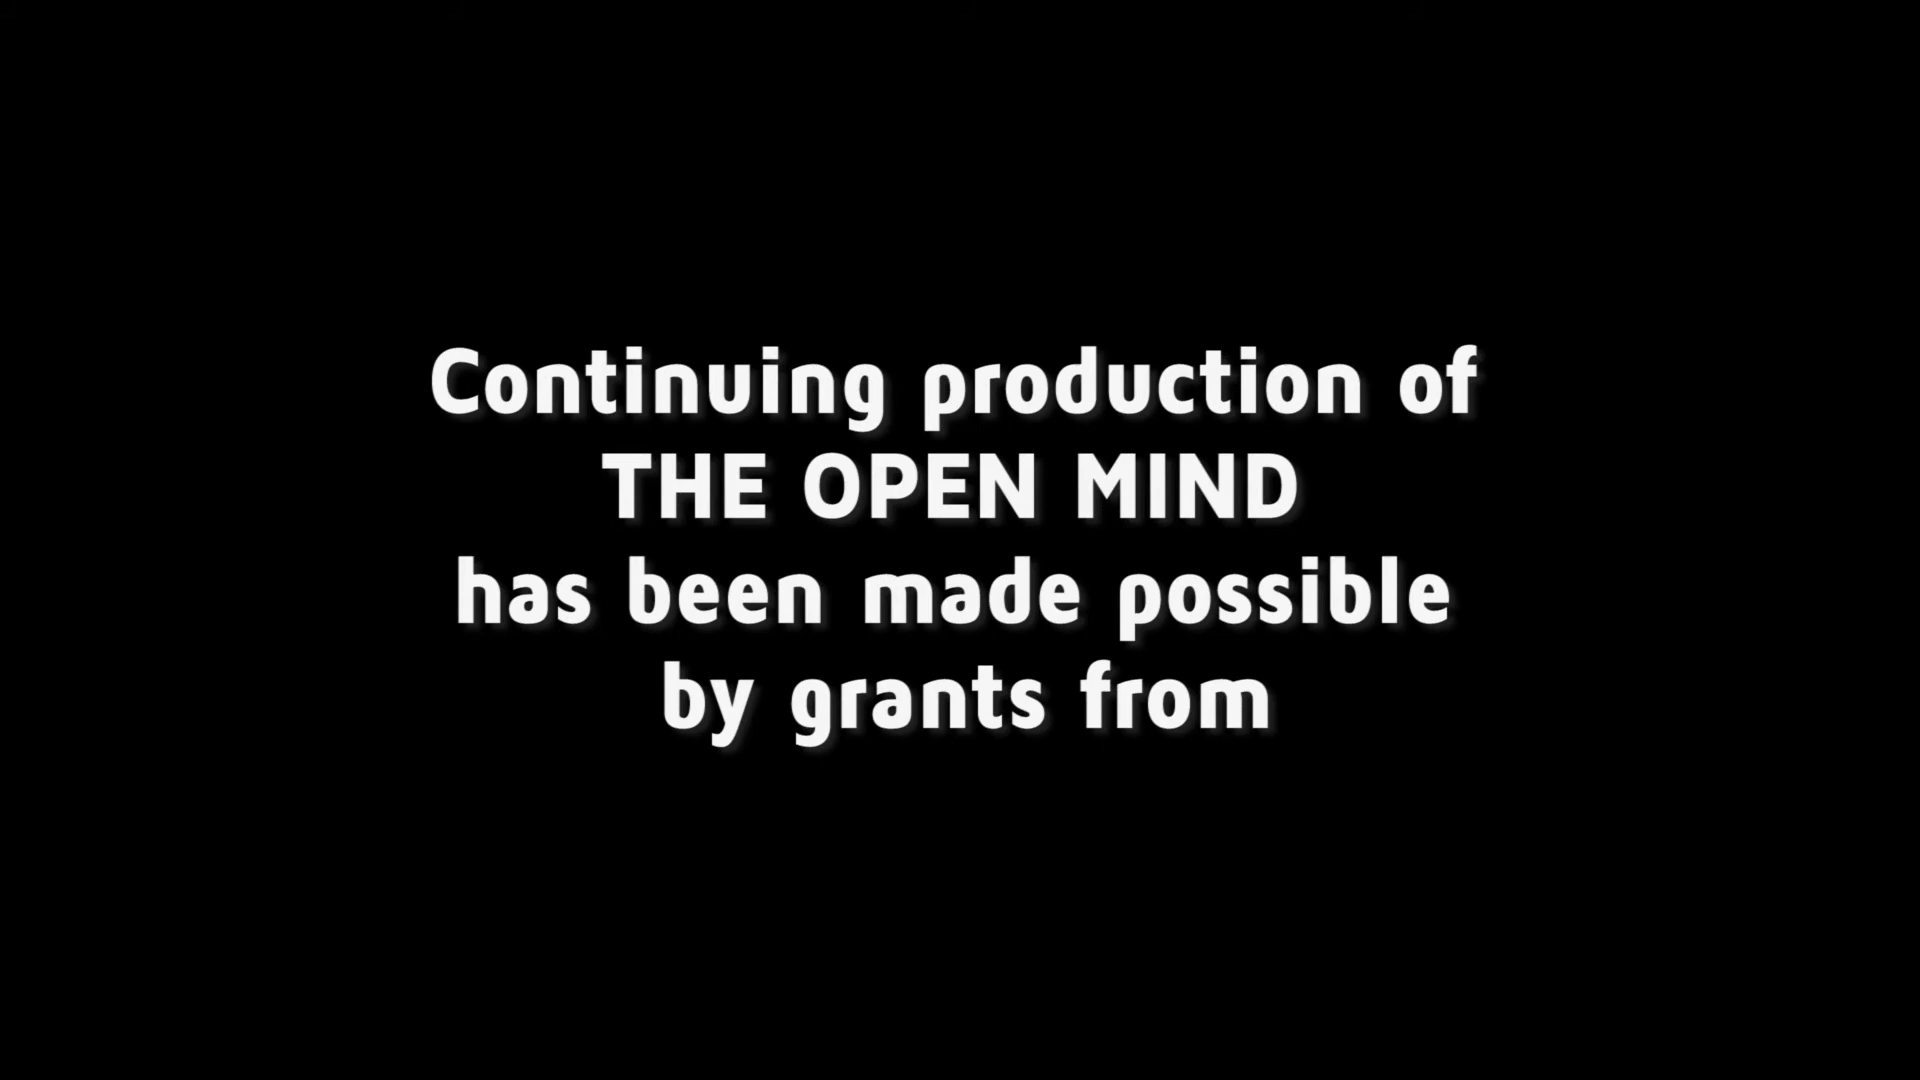 Continuing production of
THE OPEN MIND
has been made possible
by grants from